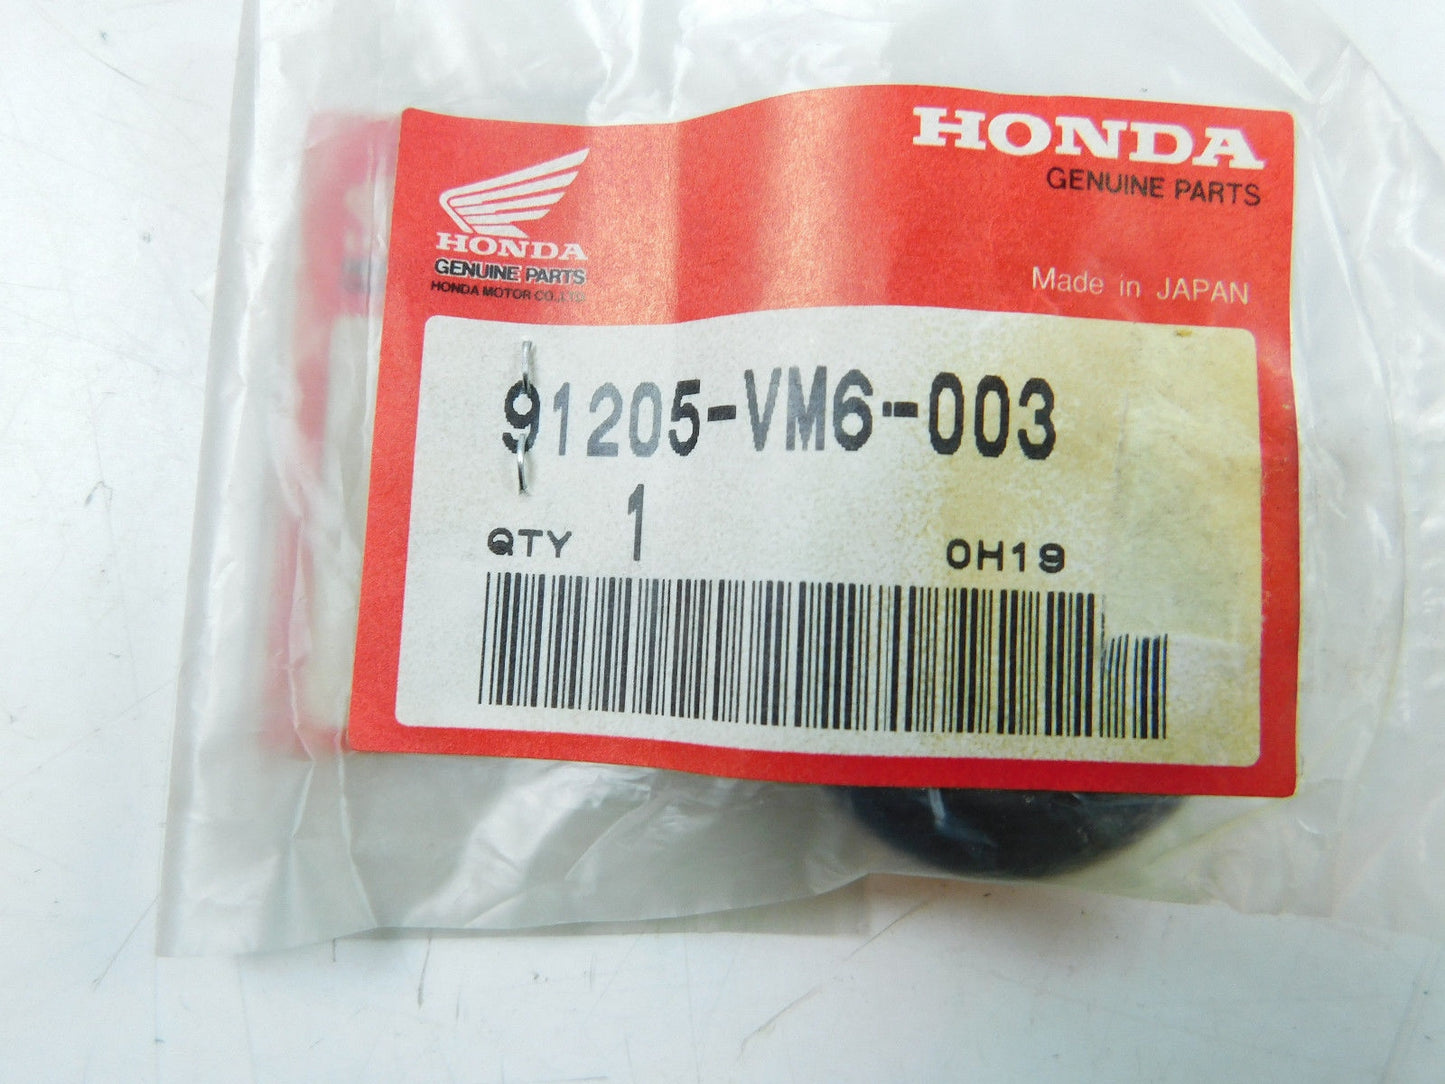 HONDA
GENUINE PARTS
Made in JAPAN
HONDA
GENUINE PARTS
HONDA MOTOR CO., LTD.
91205-VM6-003
QTY 1 0H19